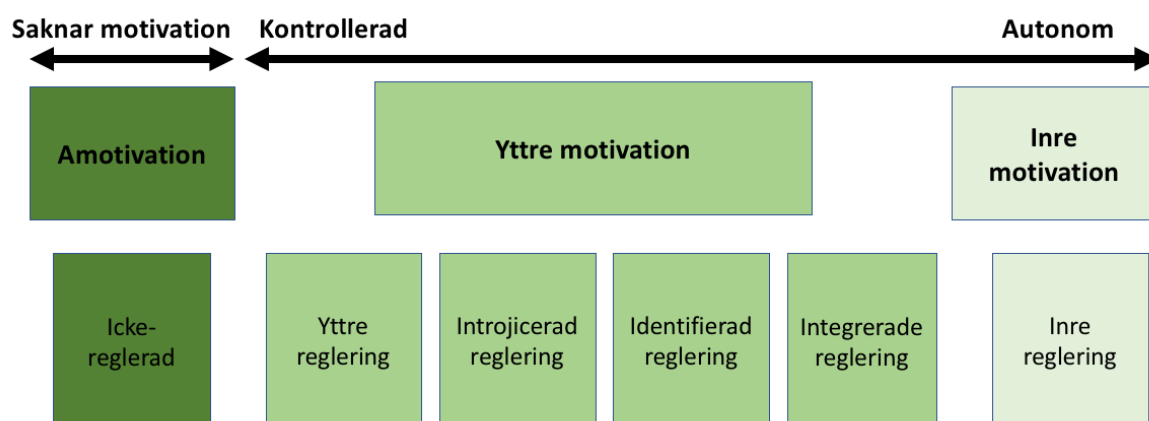 Saknar motivation
Kontrollerad
Autonom
Amotivation
Yttre motivation
Inre
motivation
Icke-
reglerad
Yttre
reglering
Introjicerad
reglering
Identifierad
reglering
Integrerade
reglering
Inre
reglering